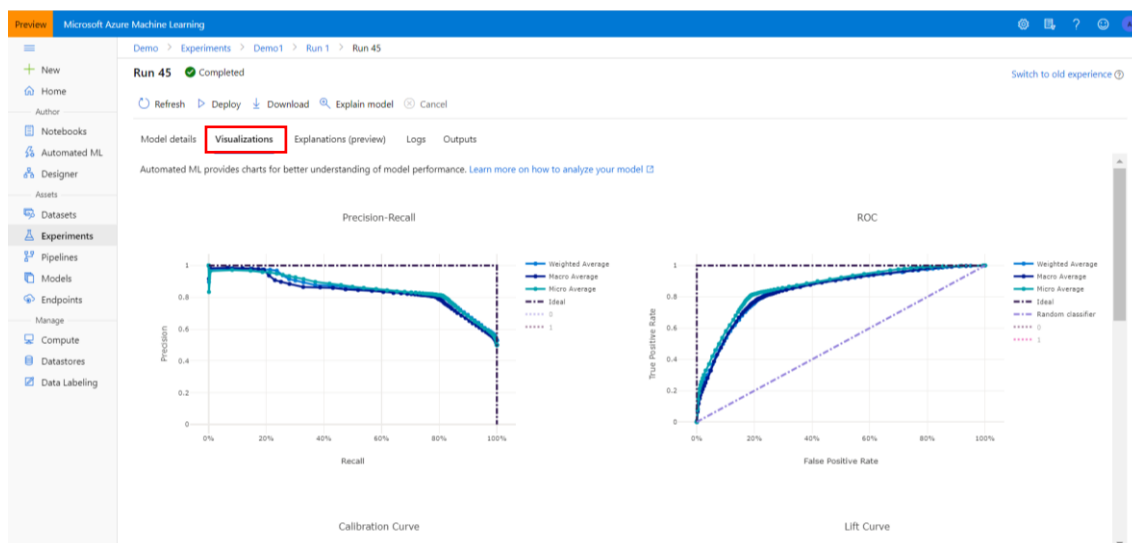 Preview Microsoft Azure Machine Learning
Demo > Experiments > Demo1 > Run 1 > Run 45
New
Home
Author
Notebooks
Automated ML
Designer
Assets
Datasets
Experiments
Pipelines
Models
Endpoints
Manage
Compute
Datastores
Data Labeling
Run 45 Completed
Switch to old experience
Refresh Deploy Download Explain model Cancel
Model details Visualizations Explanations (preview) Logs Outputs
Automated ML provides charts for better understanding of model performance. Learn more on how to analyze your model
Precision-Recall
1
0.8
0.6
0.4
0.2
0
Precision
0% 20% 40% 60% 80% 100%
Recall
Weighted Average
Macro Average
Micro Average
Ideal
0
1
ROC
1
0.8
0.6
0.4
0.2
0
True Positive Rate
0% 20% 40% 60% 80% 100%
False Positive Rate
Weighted Average
Macro Average
Micro Average
Ideal
Random classifier
0
1
Calibration Curve
Lift Curve